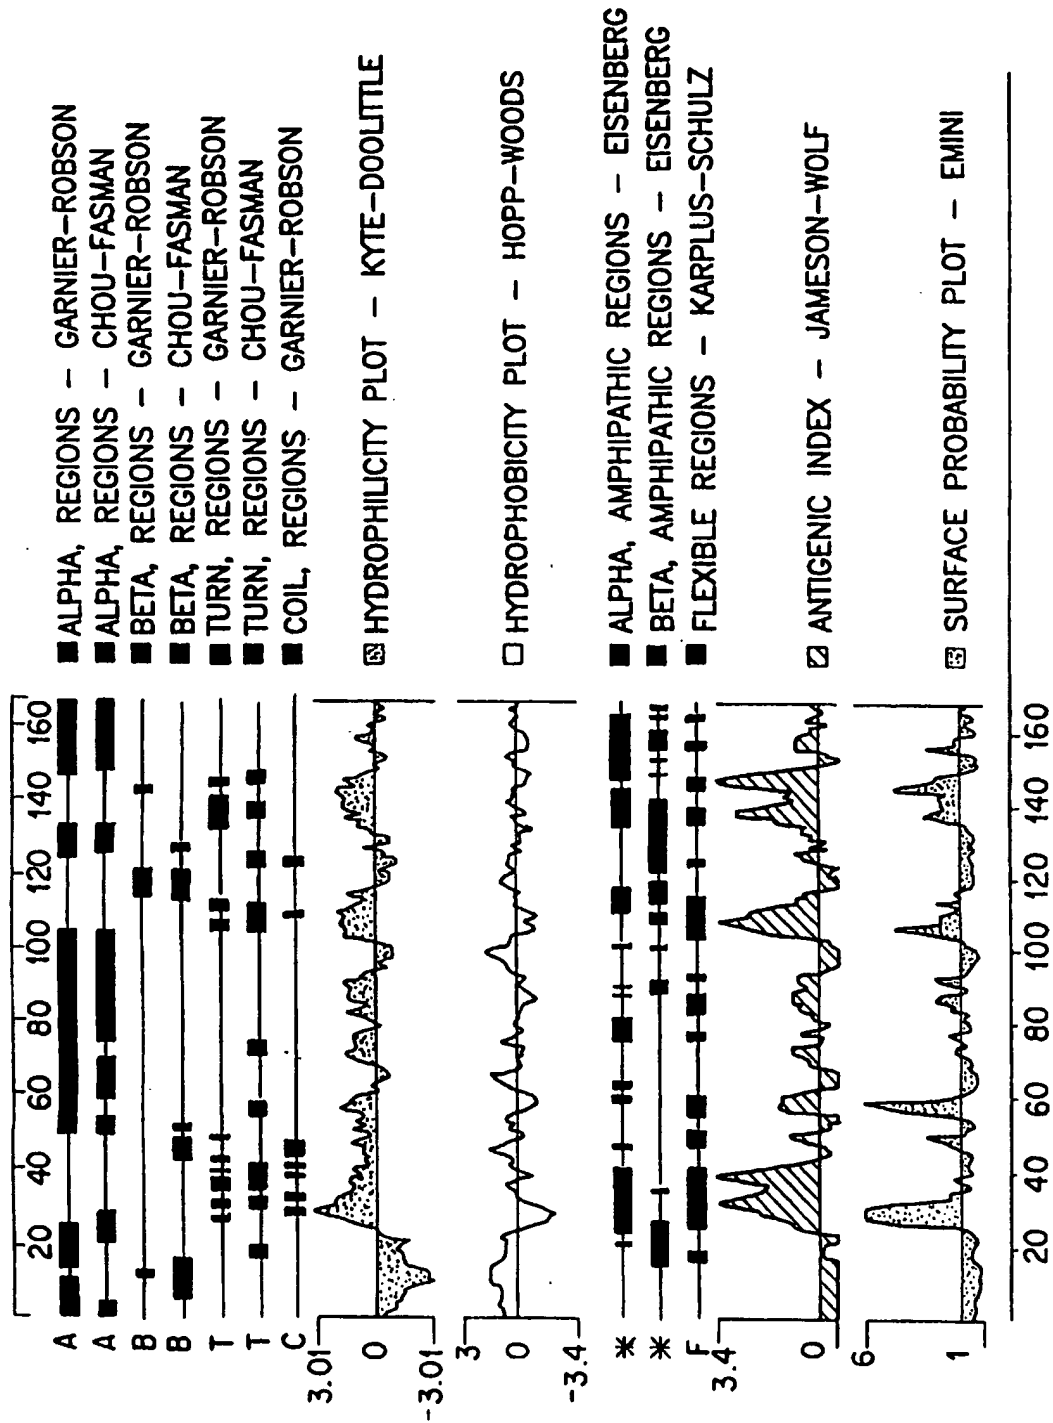 20 40 60 80 100 120 140 160
A ALPHA, REGIONS – GARNIER–ROBSON
A ALPHA, REGIONS – CHOU–FASMAN
B BETA, REGIONS – GARNIER–ROBSON
B BETA, REGIONS – CHOU–FASMAN
T TURN, REGIONS – GARNIER–ROBSON
T TURN, REGIONS – CHOU–FASMAN
C COIL, REGIONS – GARNIER–ROBSON
3.01
0 HYDROPHILICITY PLOT – KYTE–DOOLITTLE
-3.01
3
0 HYDROPHOBICITY PLOT – HOPP–WOODS
-3.4
* ALPHA, AMPHIPATHIC REGIONS – EISENBERG
* BETA, AMPHIPATHIC REGIONS – EISENBERG
F FLEXIBLE REGIONS – KARPLUS–SCHULZ
3.4
0 ANTIGENIC INDEX – JAMESON–WOLF
6
1 SURFACE PROBABILITY PLOT – EMINI
20 40 60 80 100 120 140 160